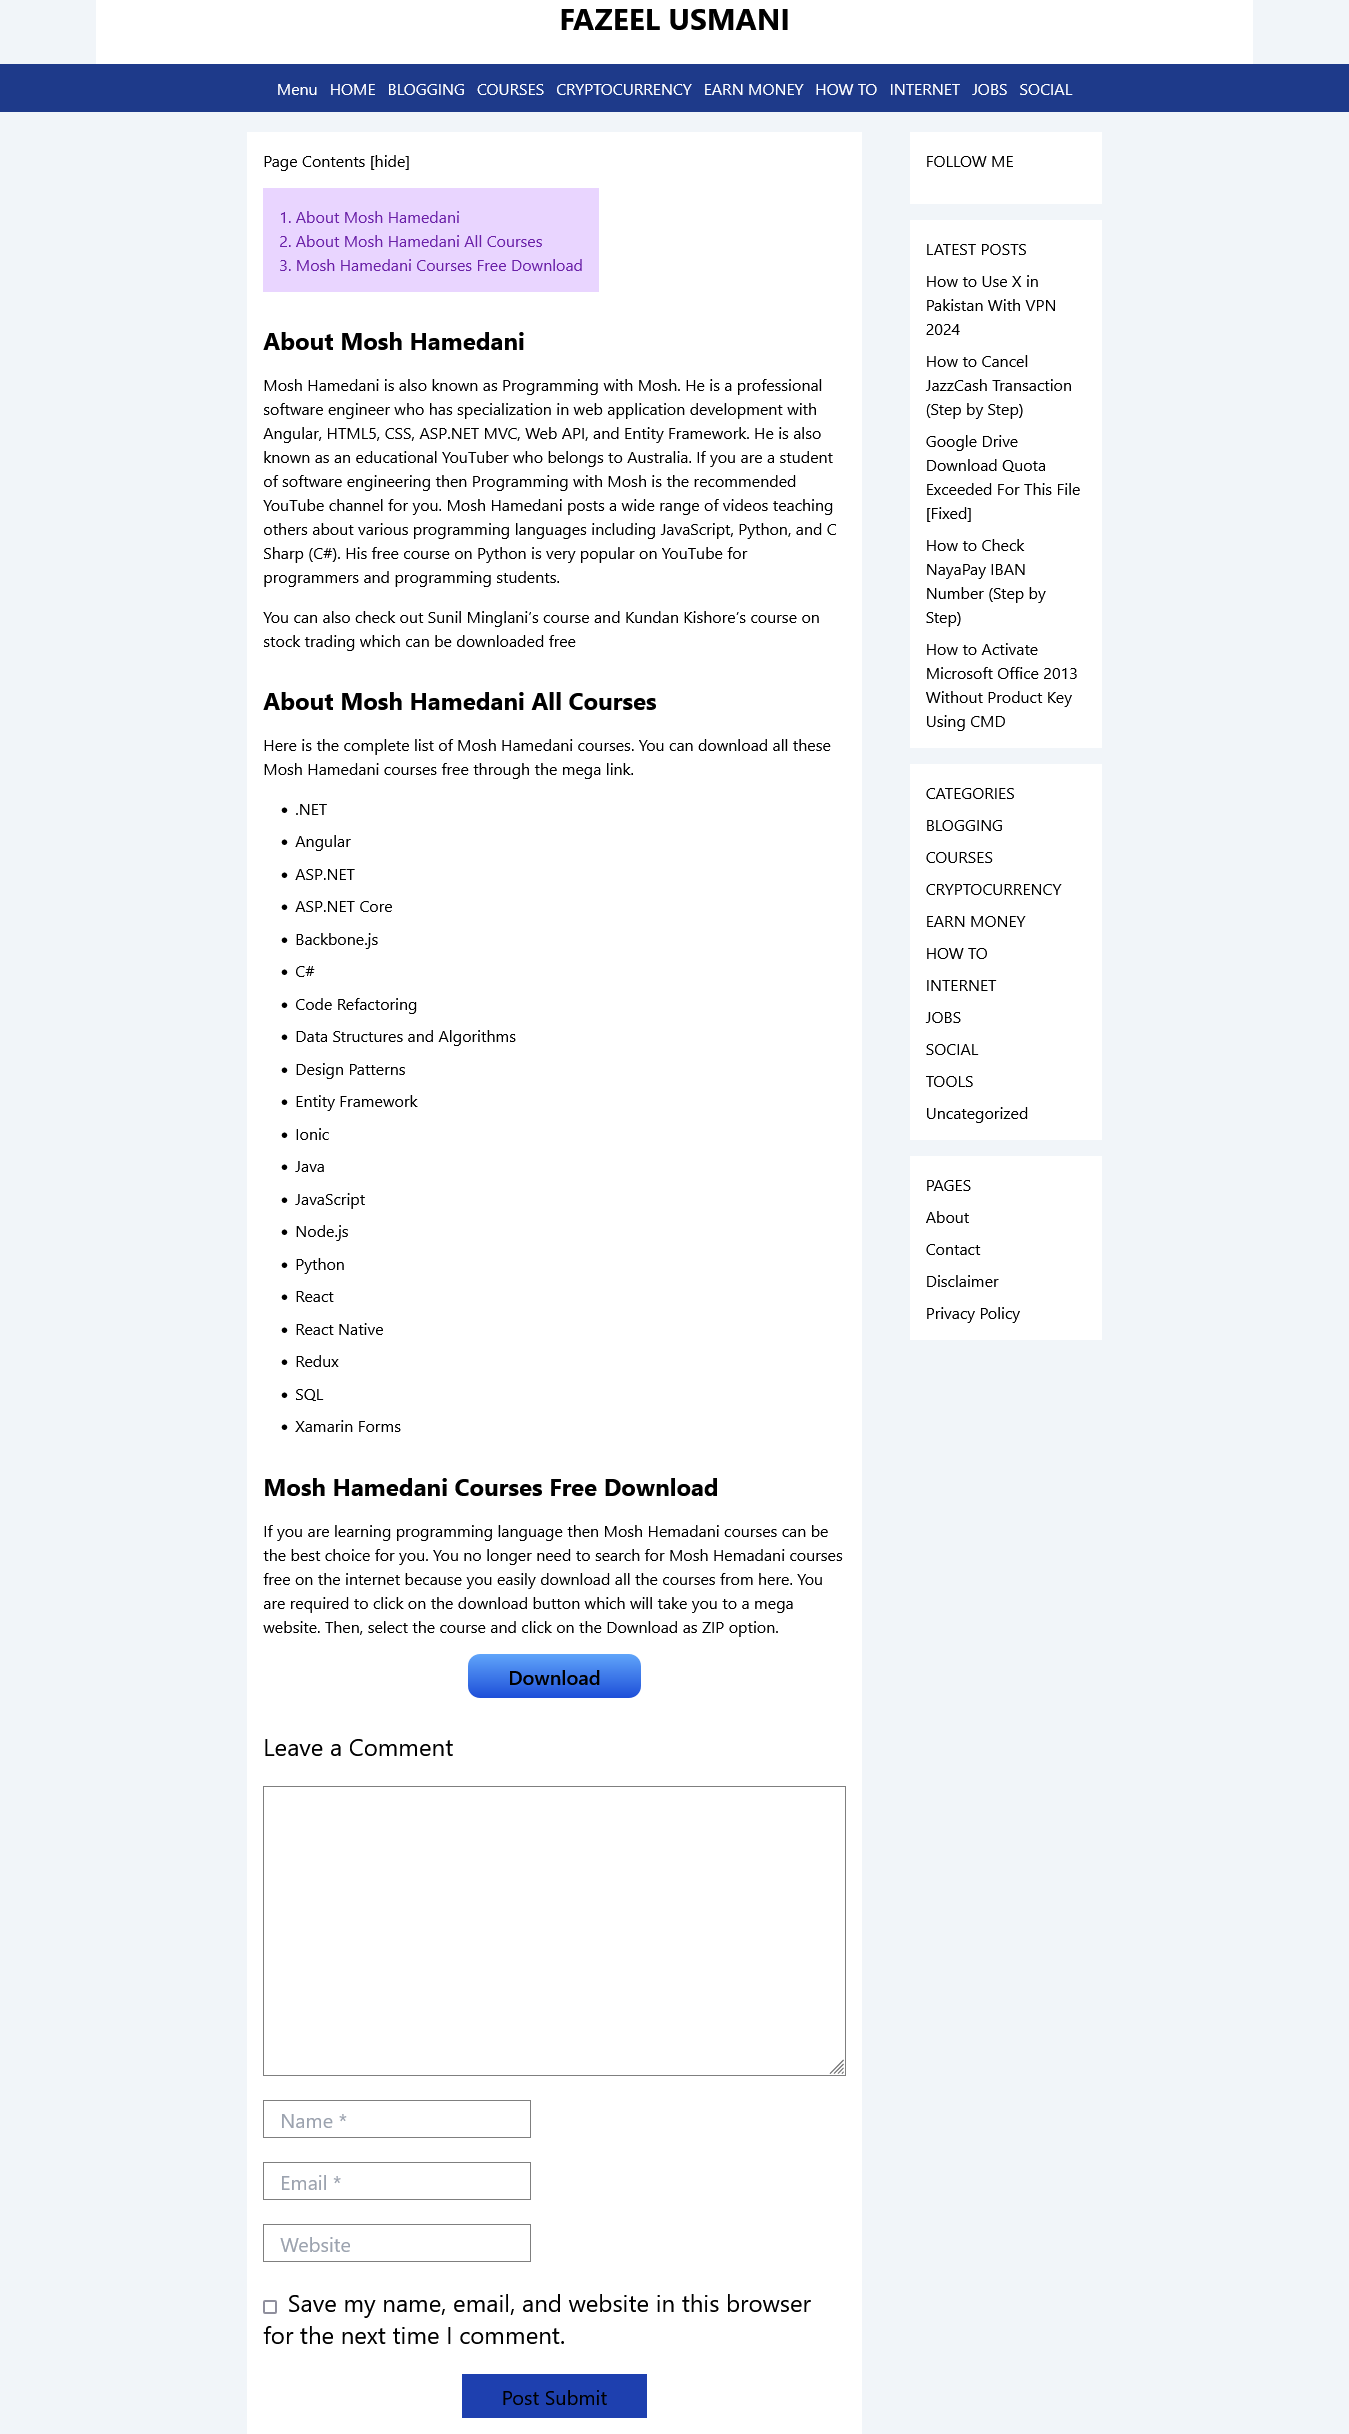 FAZEEL USMANI
Menu HOME BLOGGING COURSES CRYPTOCURRENCY EARN MONEY HOW TO INTERNET JOBS SOCIAL
Page Contents [hide]
1. About Mosh Hamedani
2. About Mosh Hamedani All Courses
3. Mosh Hamedani Courses Free Download
About Mosh Hamedani
Mosh Hamedani is also known as Programming with Mosh. He is a professional
software engineer who has specialization in web application development with
Angular, HTML5, CSS, ASP.NET MVC, Web API, and Entity Framework. He is also
known as an educational YouTuber who belongs to Australia. If you are a student
of software engineering then Programming with Mosh is the recommended
YouTube channel for you. Mosh Hamedani posts a wide range of videos teaching
others about various programming languages including JavaScript, Python, and C
Sharp (C#). His free course on Python is very popular on YouTube for
programmers and programming students.
You can also check out Sunil Minglani’s course and Kundan Kishore’s course on
stock trading which can be downloaded free
About Mosh Hamedani All Courses
Here is the complete list of Mosh Hamedani courses. You can download all these
Mosh Hamedani courses free through the mega link.
• .NET
• Angular
• ASP.NET
• ASP.NET Core
• Backbone.js
• C#
• Code Refactoring
• Data Structures and Algorithms
• Design Patterns
• Entity Framework
• Ionic
• Java
• JavaScript
• Node.js
• Python
• React
• React Native
• Redux
• SQL
• Xamarin Forms
Mosh Hamedani Courses Free Download
If you are learning programming language then Mosh Hemadani courses can be
the best choice for you. You no longer need to search for Mosh Hemadani courses
free on the internet because you easily download all the courses from here. You
are required to click on the download button which will take you to a mega
website. Then, select the course and click on the Download as ZIP option.
Download
Leave a Comment
Name *
Email *
Website
Save my name, email, and website in this browser
for the next time I comment.
Post Submit
FOLLOW ME
LATEST POSTS
How to Use X in
Pakistan With VPN
2024
How to Cancel
JazzCash Transaction
(Step by Step)
Google Drive
Download Quota
Exceeded For This File
[Fixed]
How to Check
NayaPay IBAN
Number (Step by
Step)
How to Activate
Microsoft Office 2013
Without Product Key
Using CMD
CATEGORIES
BLOGGING
COURSES
CRYPTOCURRENCY
EARN MONEY
HOW TO
INTERNET
JOBS
SOCIAL
TOOLS
Uncategorized
PAGES
About
Contact
Disclaimer
Privacy Policy